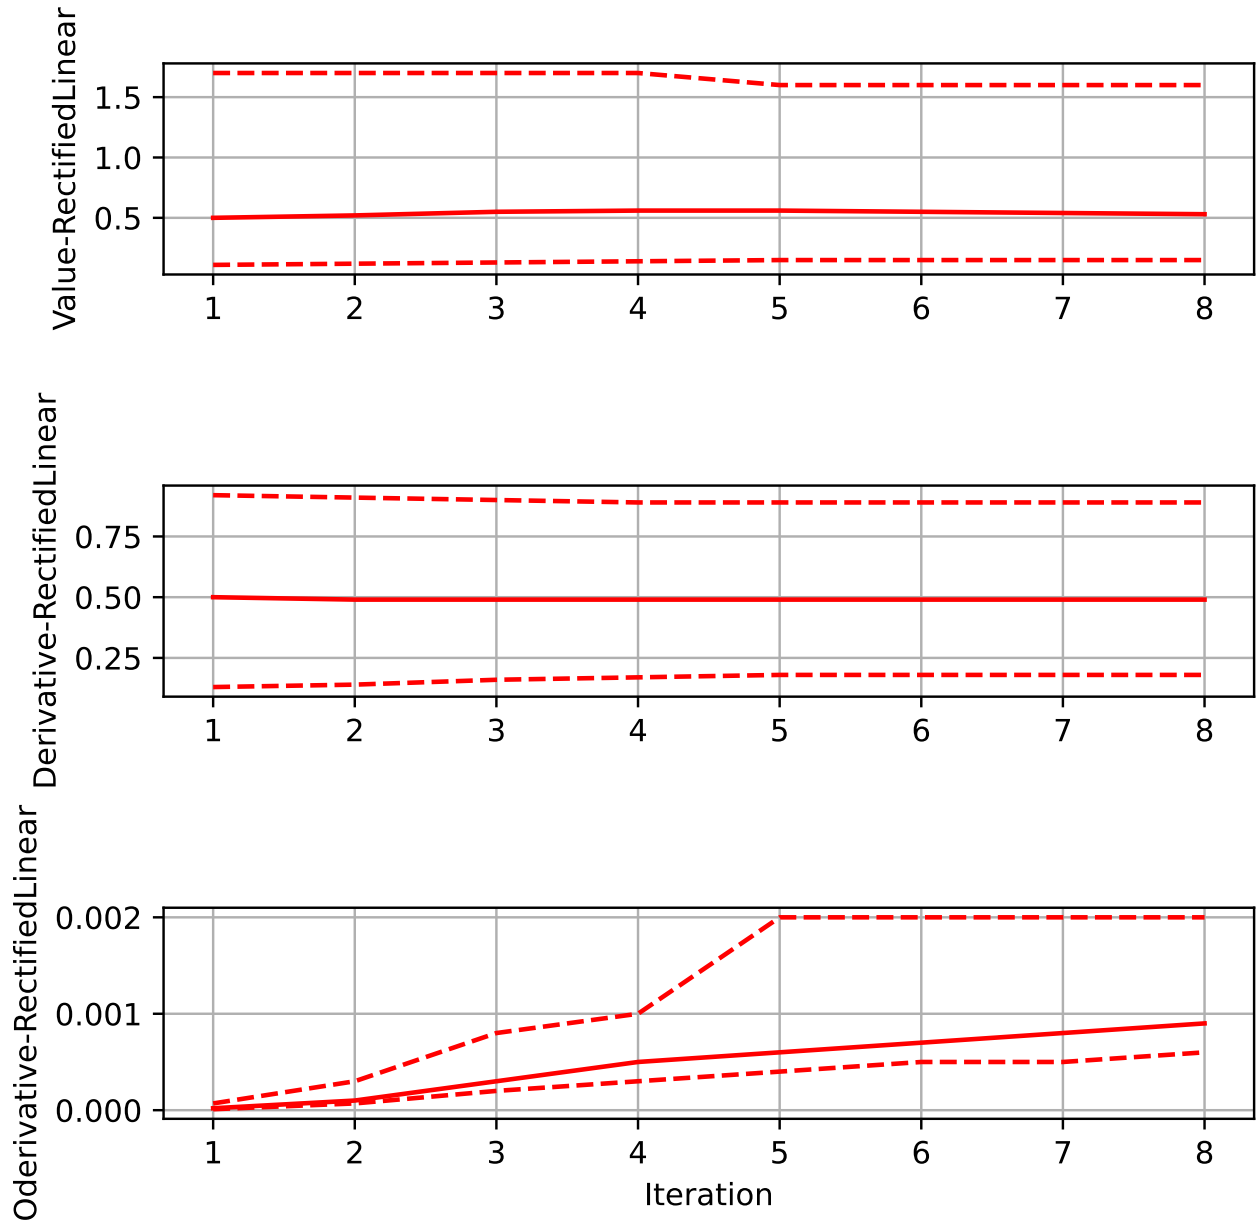 Value-RectifiedLinear
1.5
1.0
0.5
1 2 3 4 5 6 7 8
Derivative-RectifiedLinear
0.75
0.50
0.25
1 2 3 4 5 6 7 8
Oderivative-RectifiedLinear
0.002
0.001
0.000
1 2 3 4 5 6 7 8
Iteration